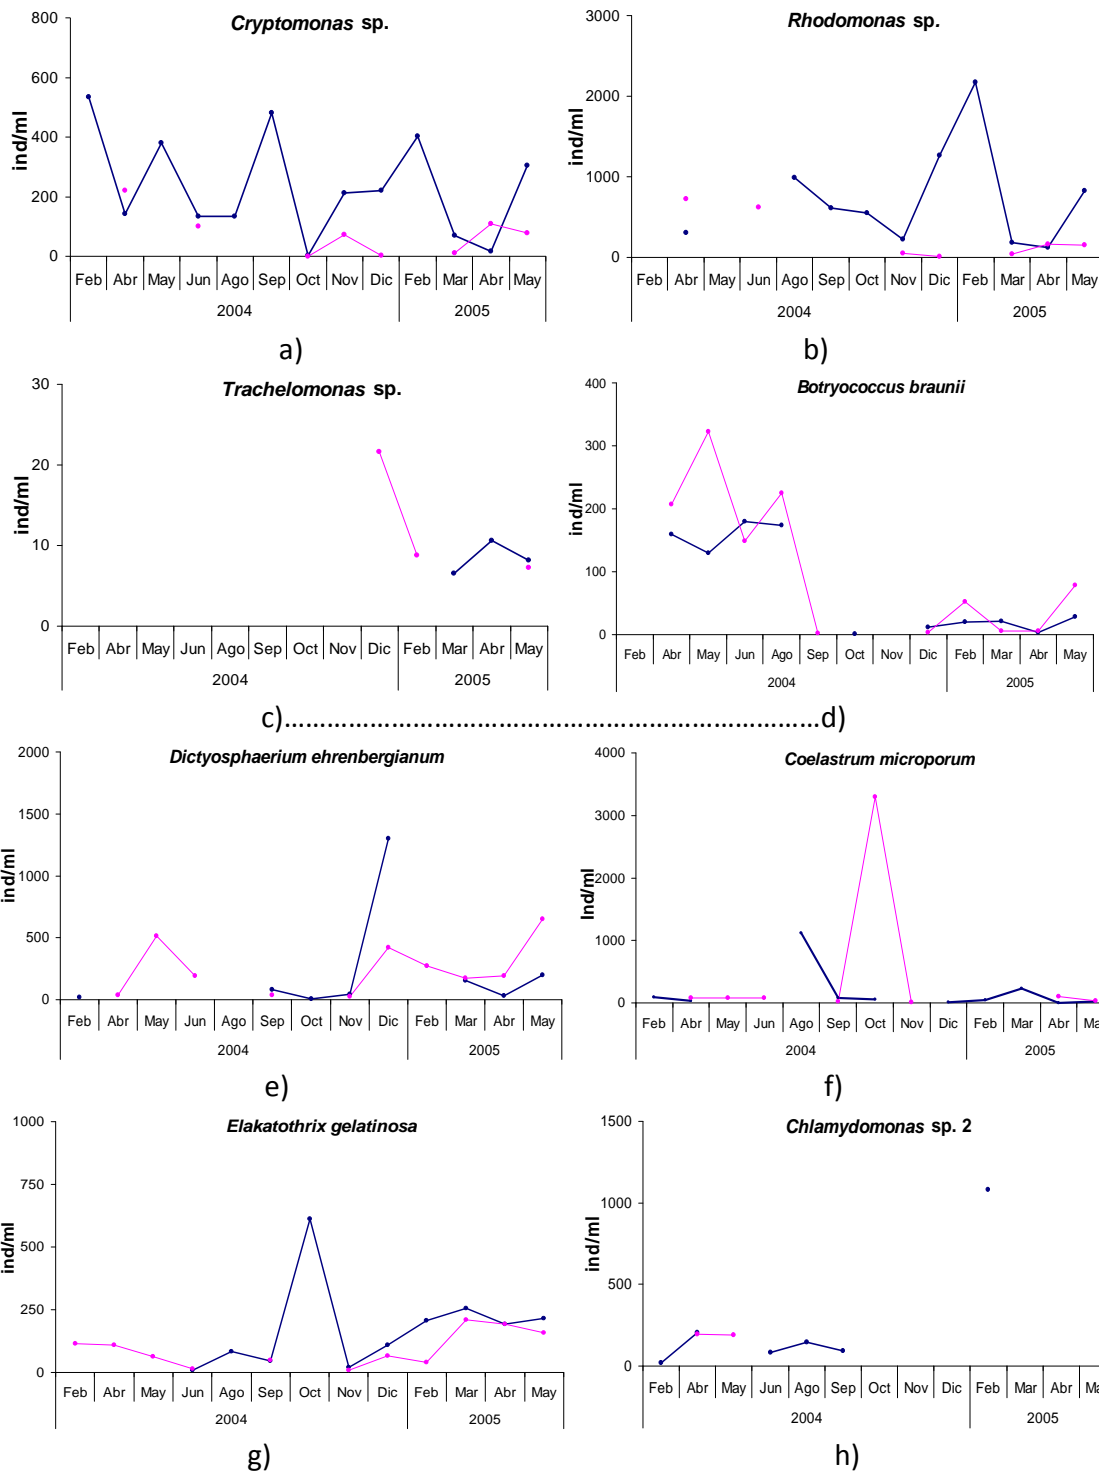 Cryptomonas sp.
800
600
400
200
0
ind/ml
Feb Abr May Jun Ago Sep Oct Nov Dic Feb Mar Abr May
2004 2005
a)
Rhodomonas sp.
3000
2000
1000
0
ind/ml
Feb Abr May Jun Ago Sep Oct Nov Dic Feb Mar Abr May
2004 2005
b)
Trachelomonas sp.
30
20
10
0
ind/ml
Feb Abr May Jun Ago Sep Oct Nov Dic Feb Mar Abr May
2004 2005
Botryococcus braunii
400
300
200
100
0
ind/ml
Feb Abr May Jun Ago Sep Oct Nov Dic Feb Mar Abr May
2004 2005
c)...........................................................................d)
Dictyosphaerium ehrenbergianum
2000
1500
1000
500
0
ind/ml
Feb Abr May Jun Ago Sep Oct Nov Dic Feb Mar Abr May
2004 2005
e)
Coelastrum microporum
4000
3000
2000
1000
0
Ind/ml
Feb Abr May Jun Ago Sep Oct Nov Dic Feb Mar Abr Ma
2004 2005
f)
Elakatothrix gelatinosa
1000
750
500
250
0
ind/ml
Feb Abr May Jun Ago Sep Oct Nov Dic Feb Mar Abr May
2004 2005
g)
Chlamydomonas sp. 2
1500
1000
500
0
ind/ml
Feb Abr May Jun Ago Sep Oct Nov Dic Feb Mar Abr Ma
2004 2005
h)